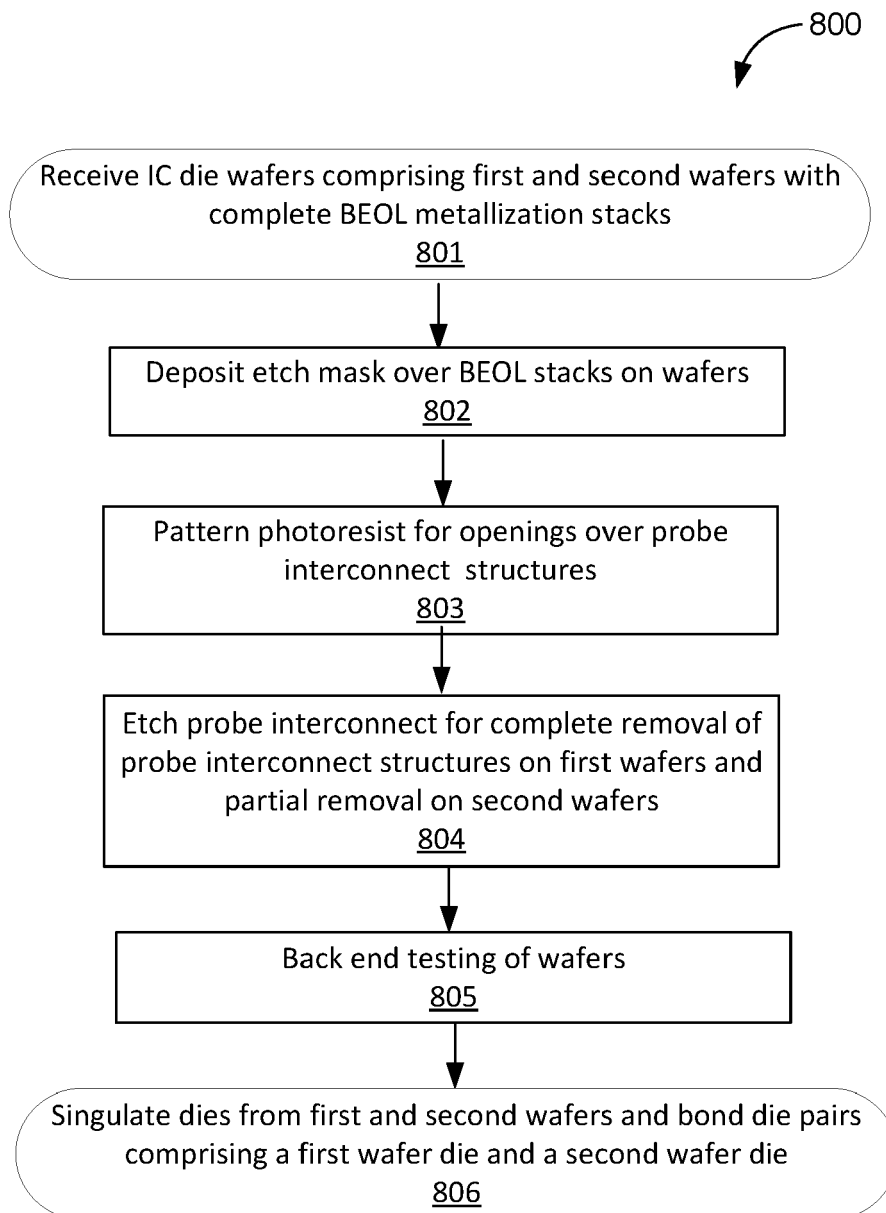 800
Receive IC die wafers comprising first and second wafers with
complete BEOL metallization stacks
801
Deposit etch mask over BEOL stacks on wafers
802
Pattern photoresist for openings over probe
interconnect structures
803
Etch probe interconnect for complete removal of
probe interconnect structures on first wafers and
partial removal on second wafers
804
Back end testing of wafers
805
Singulate dies from first and second wafers and bond die pairs
comprising a first wafer die and a second wafer die
806